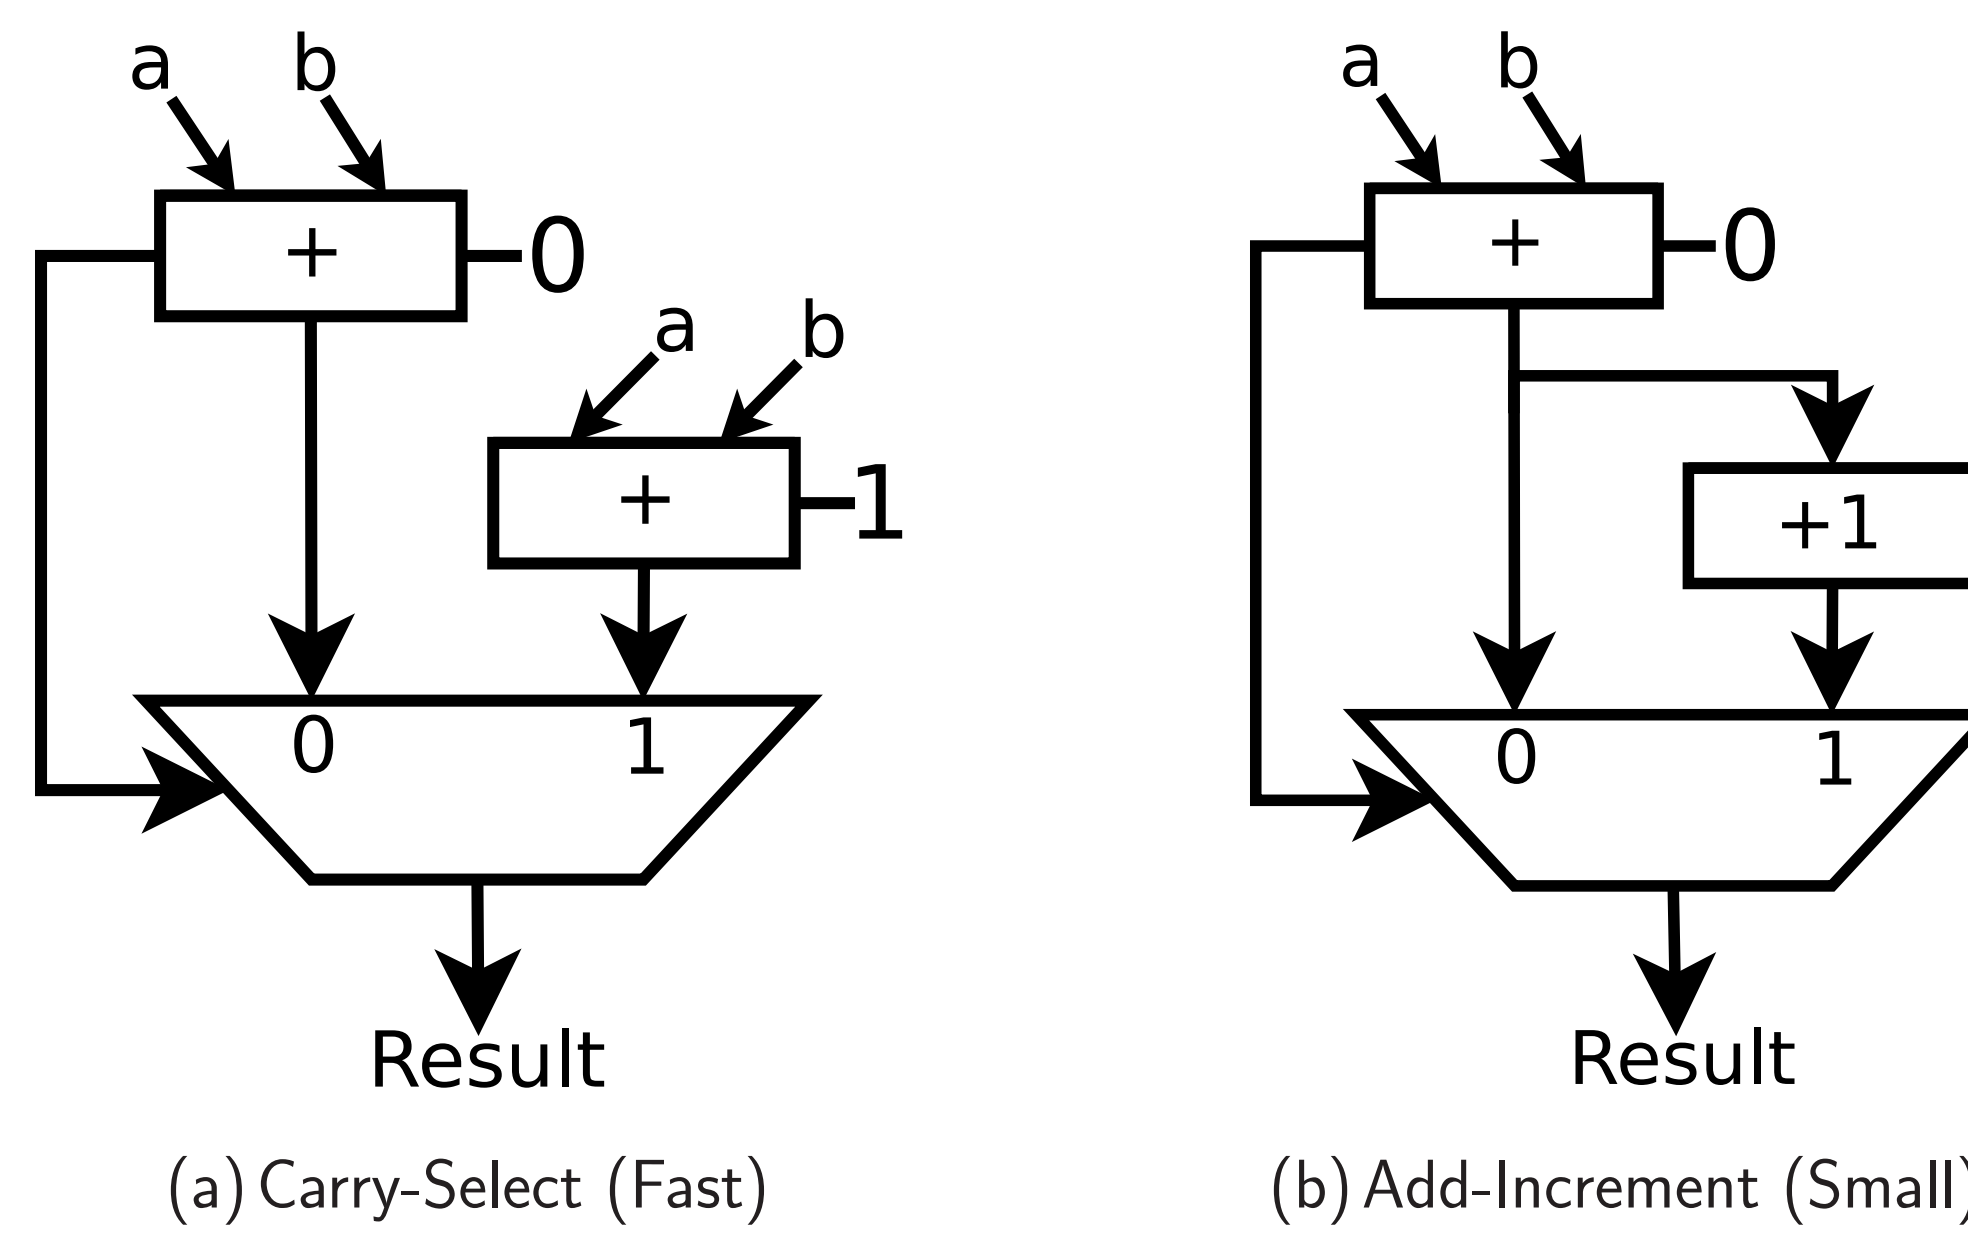 a b
+ 0
a b
+ 1
0 1
Result
(a) Carry-Select (Fast)
a b
+ 0
+1
0 1
Result
(b) Add-Increment (Small)